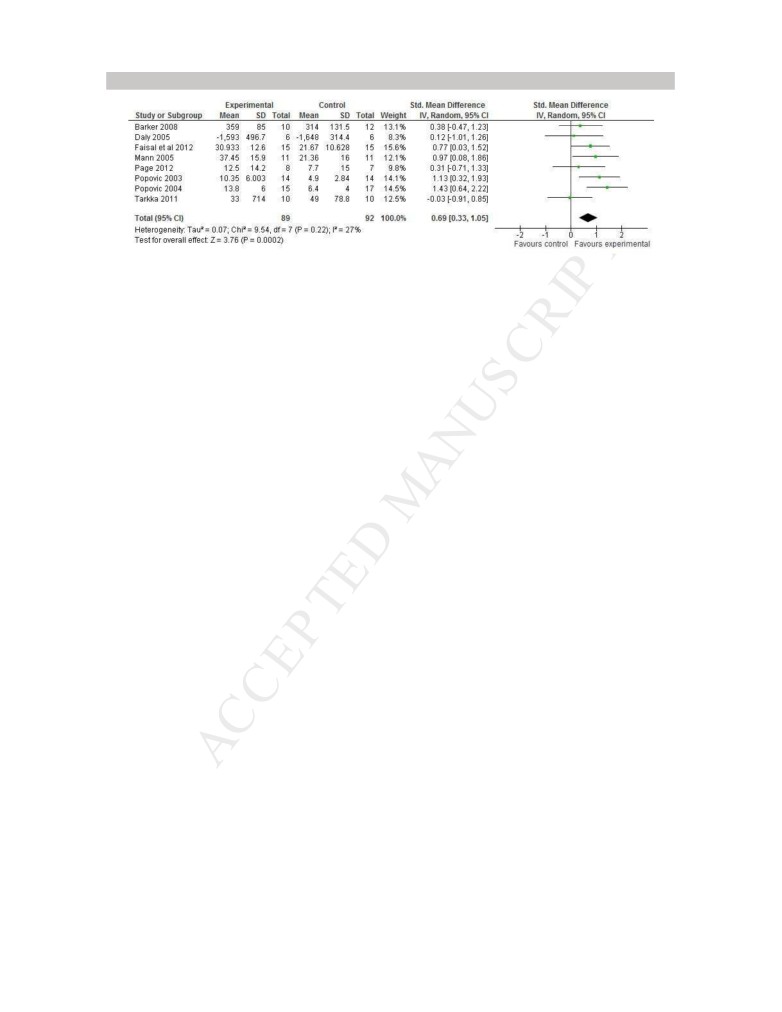 Experimental Control Std. Mean Difference Std. Mean Difference
Study or Subgroup Mean SD Total Mean SD Total Weight IV, Random, 95% CI IV, Random, 95% CI
Barker 2008 359 85 10 314 131.5 12 13.1% 0.38 [-0.47, 1.23]
Daly 2005 -1,593 496.7 6 -1,648 314.4 6 8.3% 0.12 [-1.01, 1.26]
Faisal et al 2012 30.933 12.6 15 21.67 10.628 15 15.6% 0.77 [0.03, 1.52]
Mann 2005 37.45 15.9 11 21.36 16 11 12.1% 0.97 [0.08, 1.86]
Page 2012 12.5 14.2 8 7.7 15 7 9.8% 0.31 [-0.71, 1.33]
Popovic 2003 10.35 6.003 14 4.9 2.84 14 14.1% 1.13 [0.32, 1.93]
Popovic 2004 13.8 6 15 6.4 4 17 14.5% 1.43 [0.64, 2.22]
Tarkka 2011 33 714 10 49 78.8 10 12.5% -0.03 [-0.91, 0.85]
Total (95% CI) 89 92 100.0% 0.69 [0.33, 1.05]
Heterogeneity: Tau² = 0.07; Chi² = 9.54, df = 7 (P = 0.22); I² = 27%
Test for overall effect: Z = 3.76 (P = 0.0002)
-2 -1 0 1 2
Favours control Favours experimental
ACCEPTED MANUSCRIPT